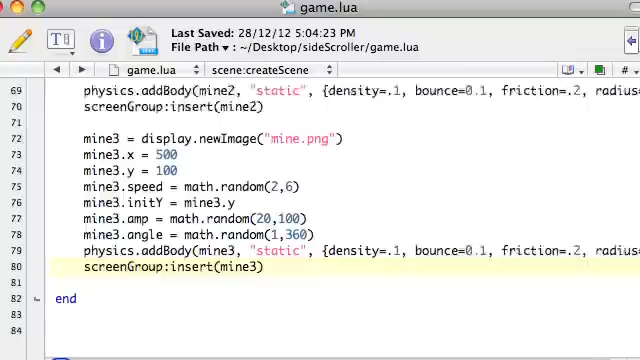 game.lua
Last Saved: 28/12/12 5:04:23 PM
File Path ▾: ~/Desktop/sideScroller/game.lua
T
game.lua scene:createScene #
69 physics.addBody(mine2, "static", {density=.1, bounce=0.1, friction=.2, radius=
70 screenGroup:insert(mine2)
71
72 mine3 = display.newImage("mine.png")
73 mine3.x = 500
74 mine3.y = 100
75 mine3.speed = math.random(2,6)
76 mine3.initY = mine3.y
77 mine3.amp = math.random(20,100)
78 mine3.angle = math.random(1,360)
79 physics.addBody(mine3, "static", {density=.1, bounce=0.1, friction=.2, radius=
80 screenGroup:insert(mine3)
81
82 end
83
84